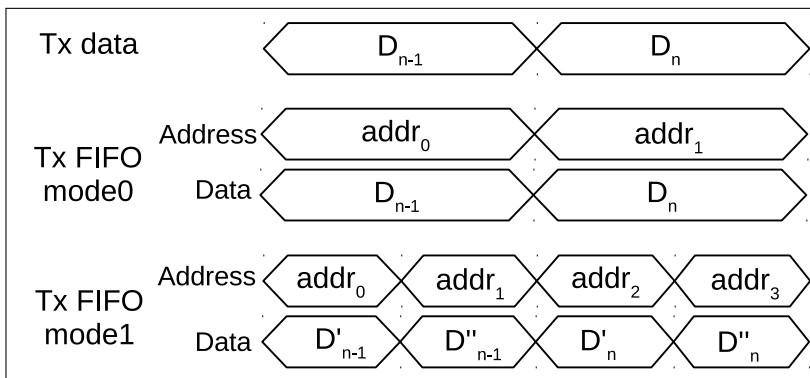 Tx data D_n-1 D_n
Address addr_0 addr_1
Tx FIFO mode0
Data D_n-1 D_n
Address addr_0 addr_1 addr_2 addr_3
Tx FIFO mode1
Data D'_n-1 D"_n-1 D'_n D"_n